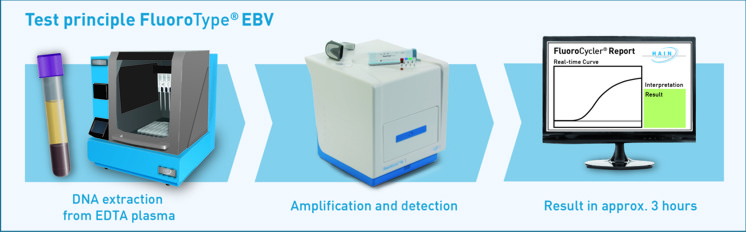 Test principle FluoroType® EBV
FluoroCycler® Report
HAIN
Real-time Curve
Interpretation
Result
DNA extraction
from EDTA plasma
Amplification and detection
Result in approx. 3 hours